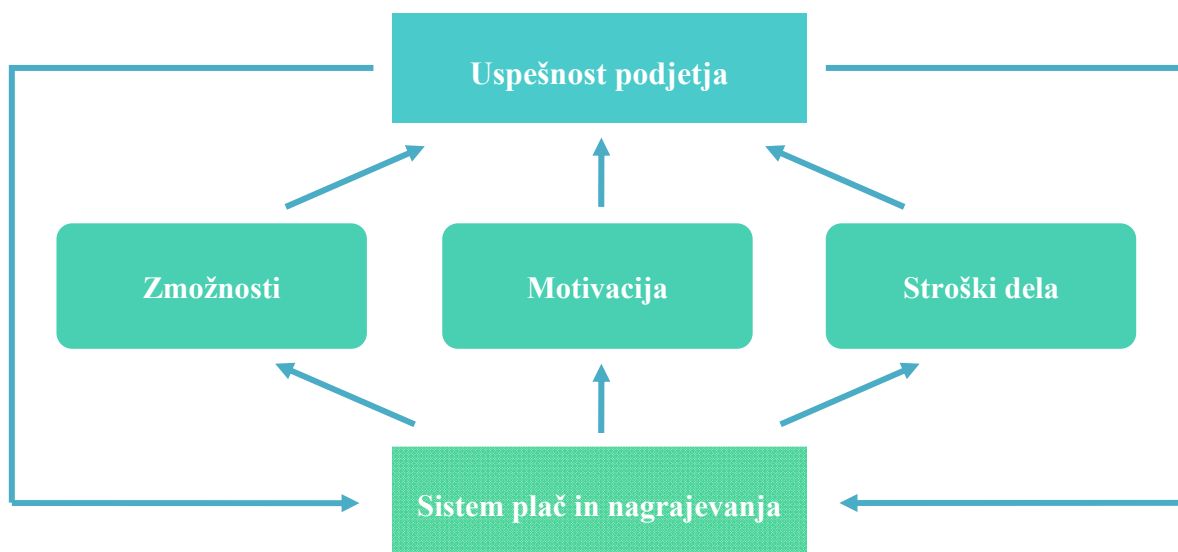 Uspešnost podjetja
Zmožnosti
Motivacija
Stroški dela
Sistem plač in nagrajevanja